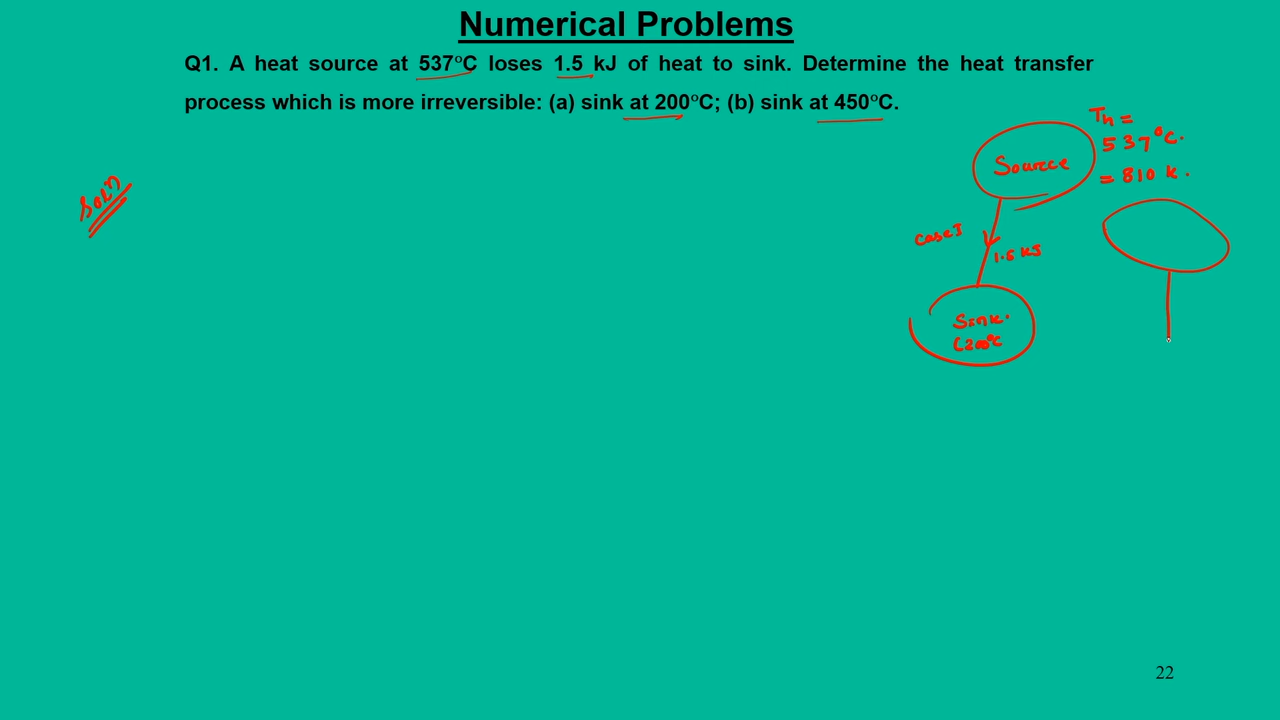 Numerical Problems
Q1. A heat source at 537°C loses 1.5 kJ of heat to sink. Determine the heat transfer
process which is more irreversible: (a) sink at 200°C; (b) sink at 450°C.
Th =
537°C.
= 810 K.
Source
Solⁿ
Case I
1.5 KJ
Sink.
(200°C
22